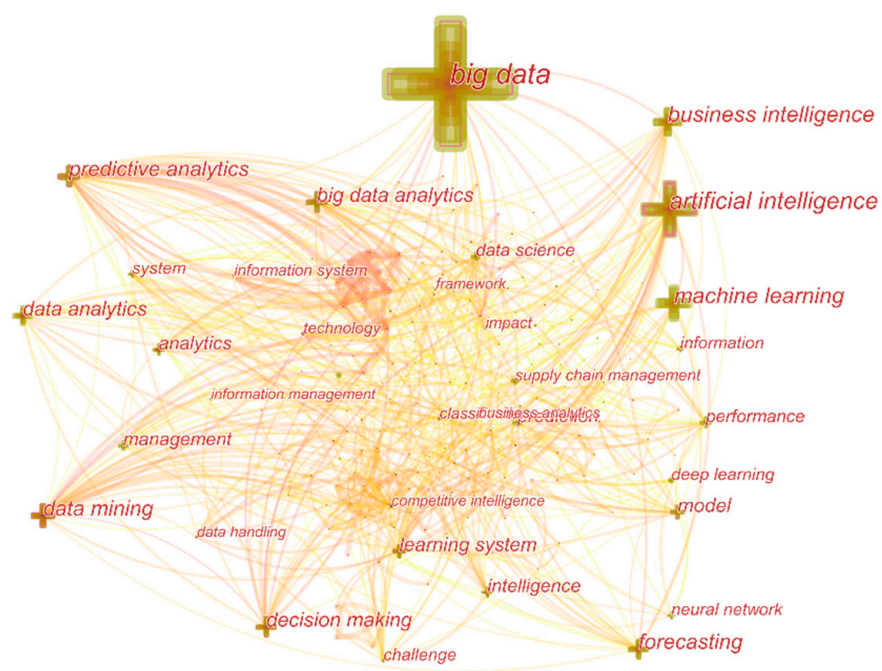 big data
business intelligence
predictive analytics
big data analytics
artificial intelligence
data science
system
information system
framework
machine learning
data analytics
technology
impact
analytics
information
supply chain management
information management
business analytics
performance
management
deep learning
competitive intelligence
model
data mining
data handling
learning system
intelligence
neural network
decision making
forecasting
challenge